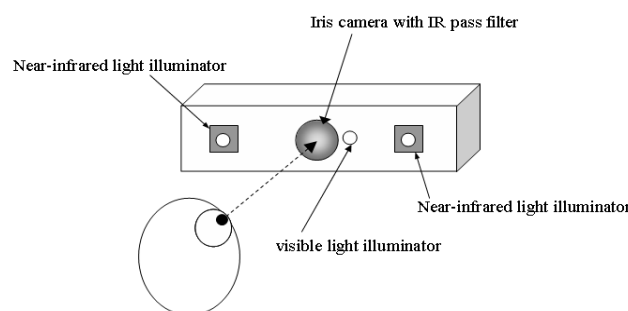 Iris camera with IR pass filter
Near-infrared light illuminator
Near-infrared light illuminator
visible light illuminator